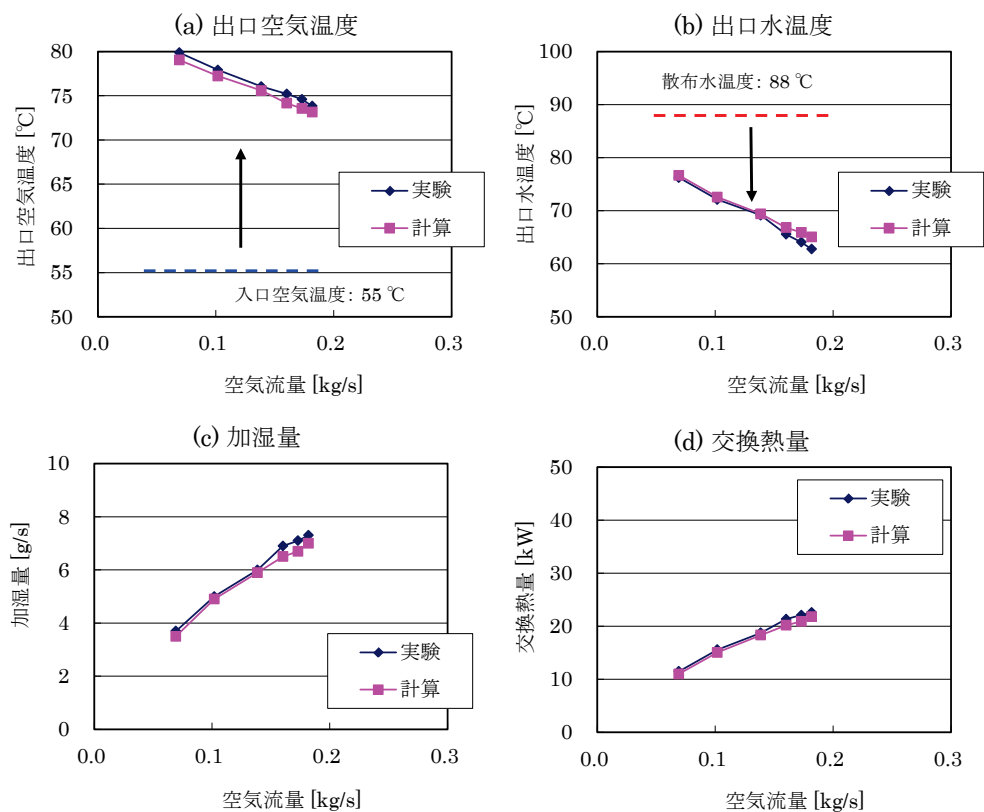 (a) 出口空気温度
80
75
70
65
60
55
50
0.0
0.1
0.2
0.3
出口空気温度 [℃]
空気流量 [kg/s]
実験
計算
入口空気温度: 55 ℃
(b) 出口水温度
100
90
80
70
60
50
0.0
0.1
0.2
0.3
出口水温度 [℃]
空気流量 [kg/s]
散布水温度: 88 ℃
実験
計算
(c) 加湿量
10
8
6
4
2
0
0.0
0.1
0.2
0.3
加湿量 [g/s]
空気流量 [kg/s]
実験
計算
(d) 交換熱量
50
40
30
20
10
0
0.0
0.1
0.2
0.3
交換熱量 [kW]
空気流量 [kg/s]
実験
計算